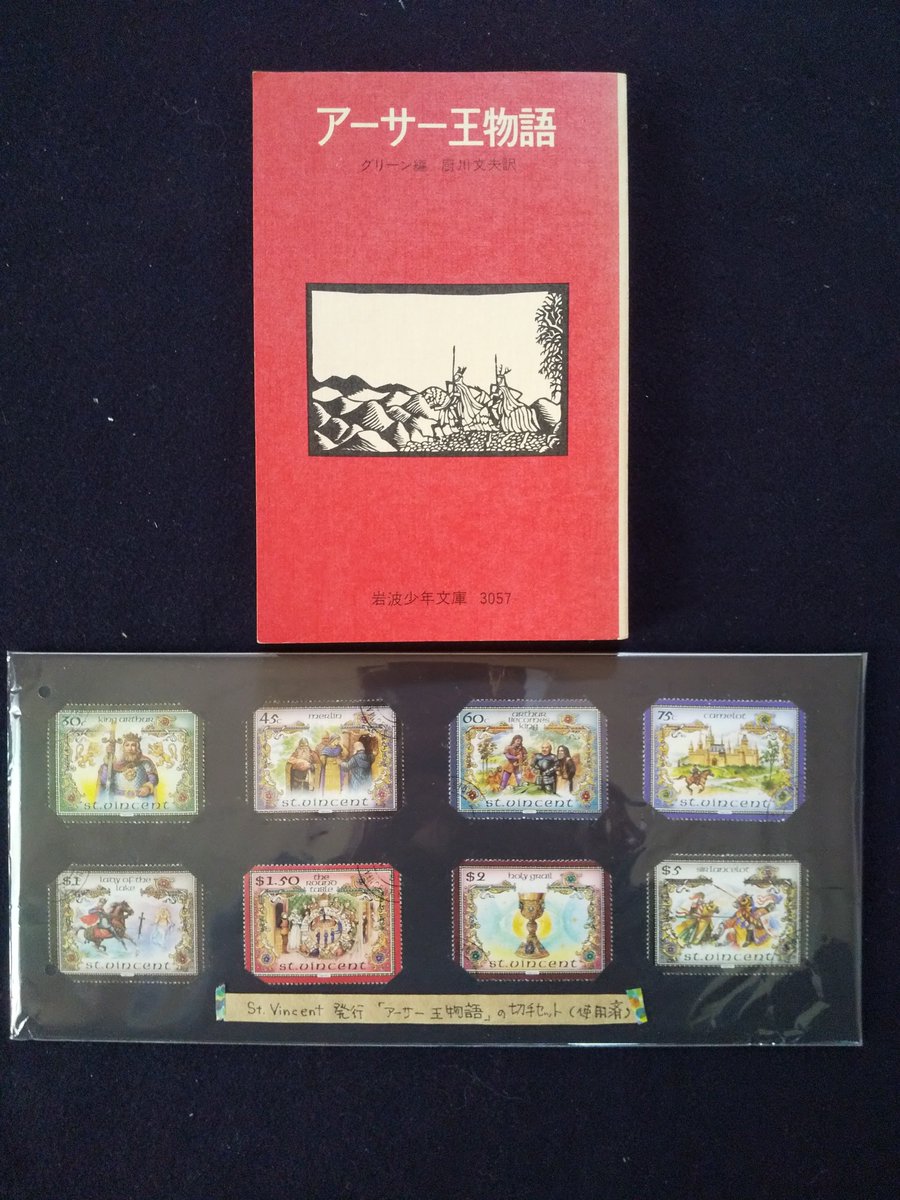 アーサー王物語
グリーン編 厨川文夫訳
岩波少年文庫 3057
30c king arthur
st.vincent
45c merlin
st.vincent
60c arthur
becomes
king
st.vincent
75c camelot
st.vincent
$1 lady of the
lake
st.vincent
$1.50 the
round
table
st.vincent
$2 holy grail
st.vincent
$5 sir lancelot
st.vincent
St. Vincent 発行「アーサー王物語」の切手セット(使用済)